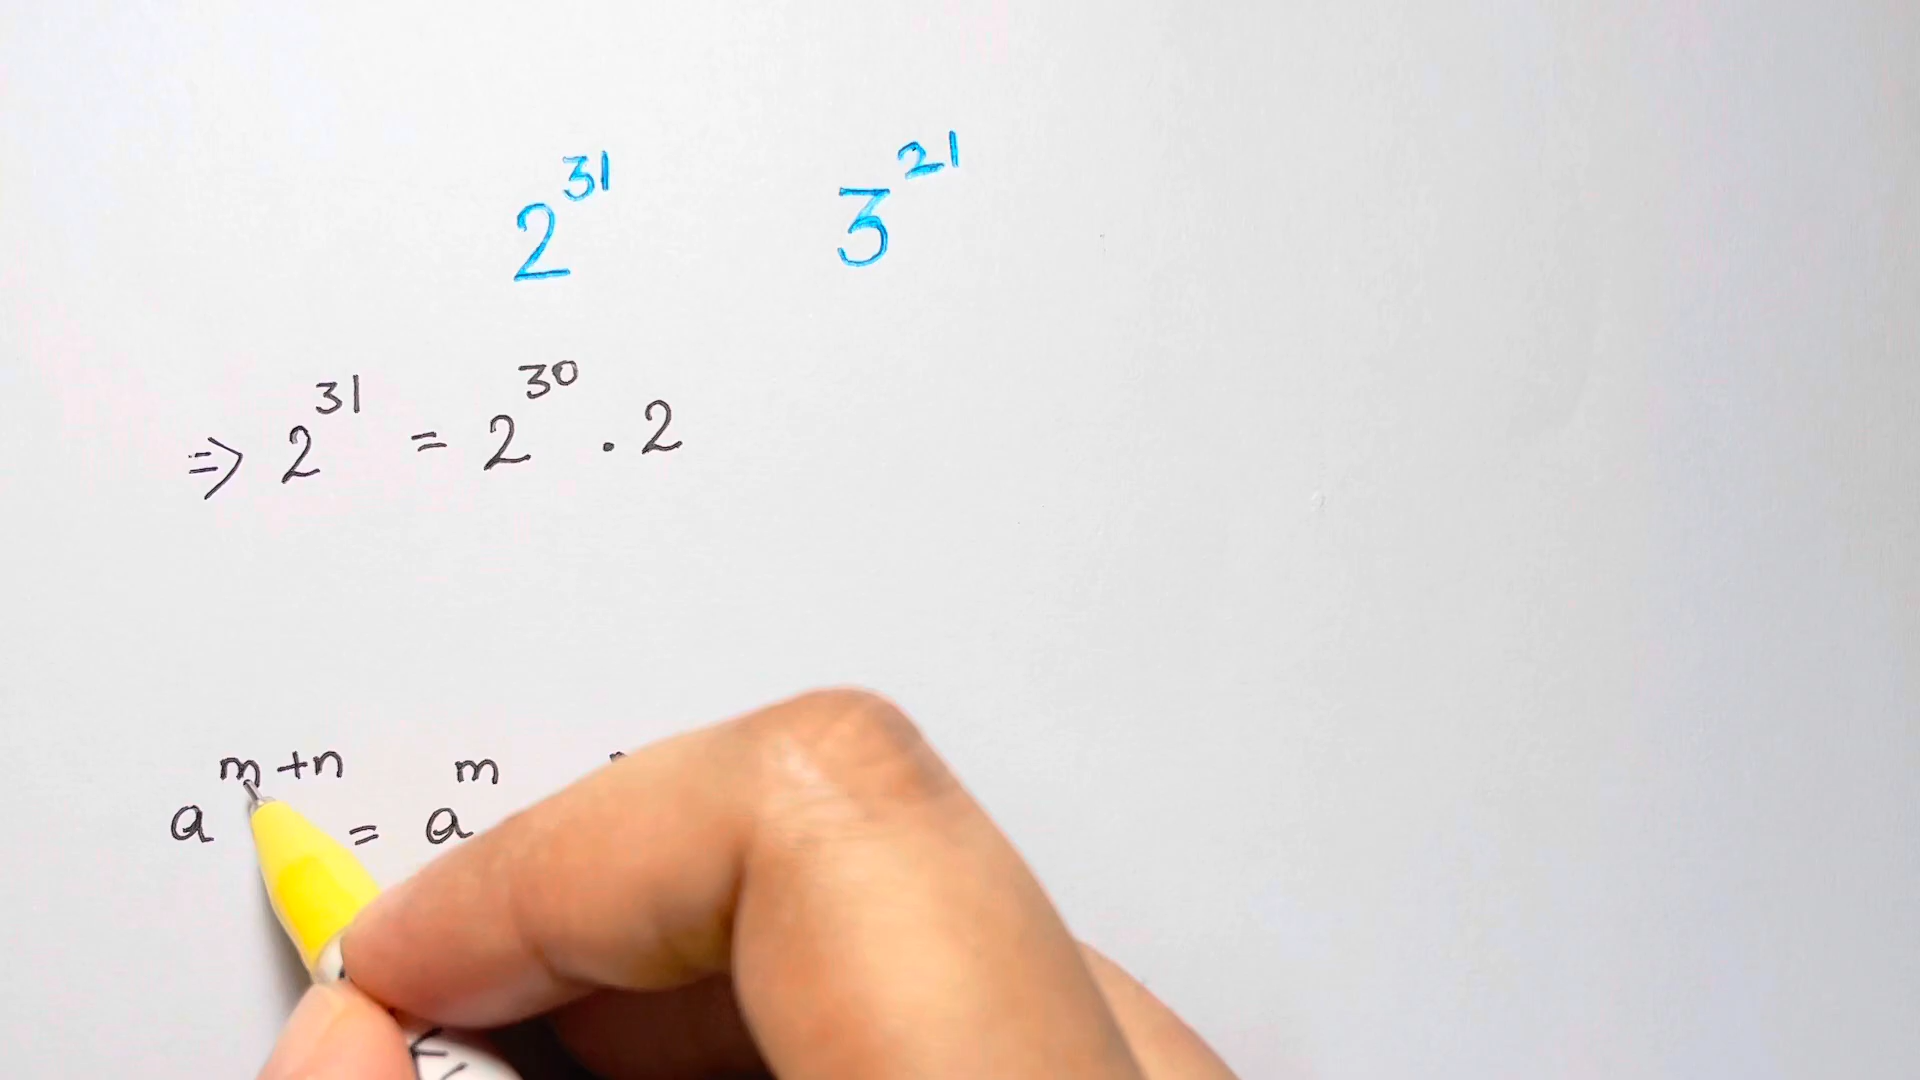 2^31 3^21
⇒ 2^31 = 2^30 . 2
a^m+n = a^m